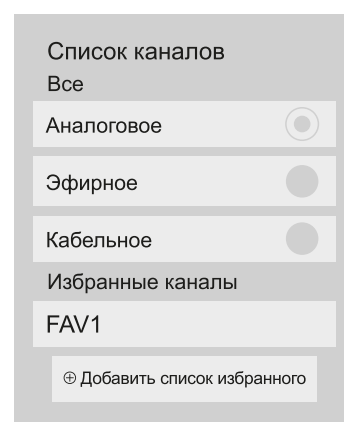 Список каналов
Все
Аналоговое
Эфирное
Кабельное
Избранные каналы
FAV1
⊕ Добавить список избранного